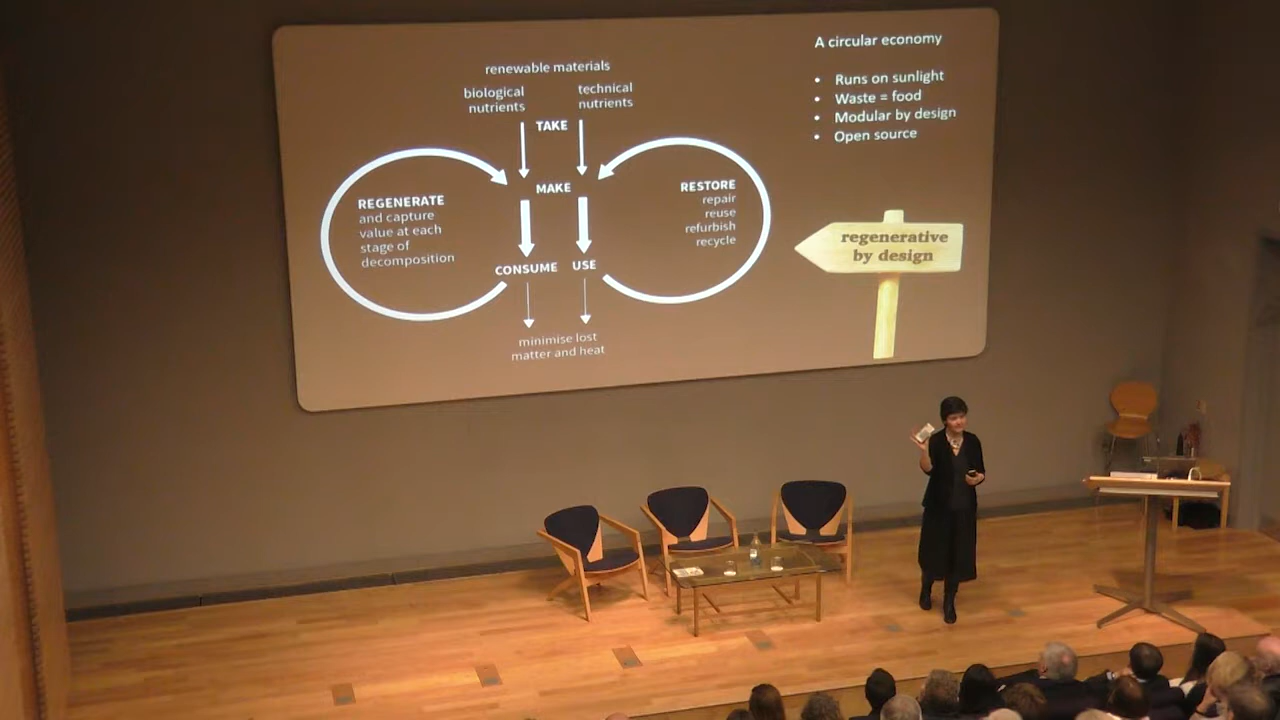 renewable materials
biological
nutrients
technical
nutrients
TAKE
MAKE
REGENERATE
and capture
value at each
stage of
decomposition
RESTORE
repair
reuse
refurbish
recycle
CONSUME
USE
minimise lost
matter and heat
A circular economy
• Runs on sunlight
• Waste = food
• Modular by design
• Open source
regenerative
by design